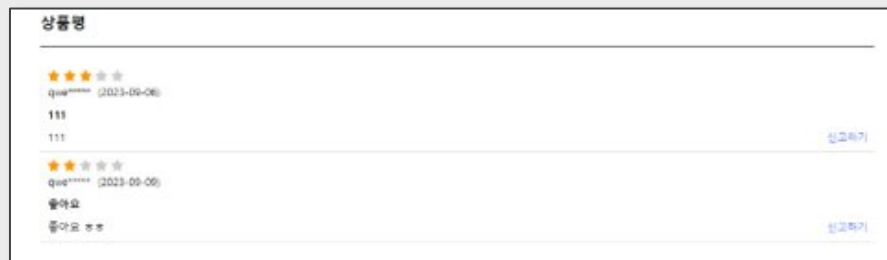 상품평
qwe***** (2023-09-06)
111
111
신고하기
qwe***** (2023-09-09)
좋아요
좋아요 ㅎㅎ
신고하기